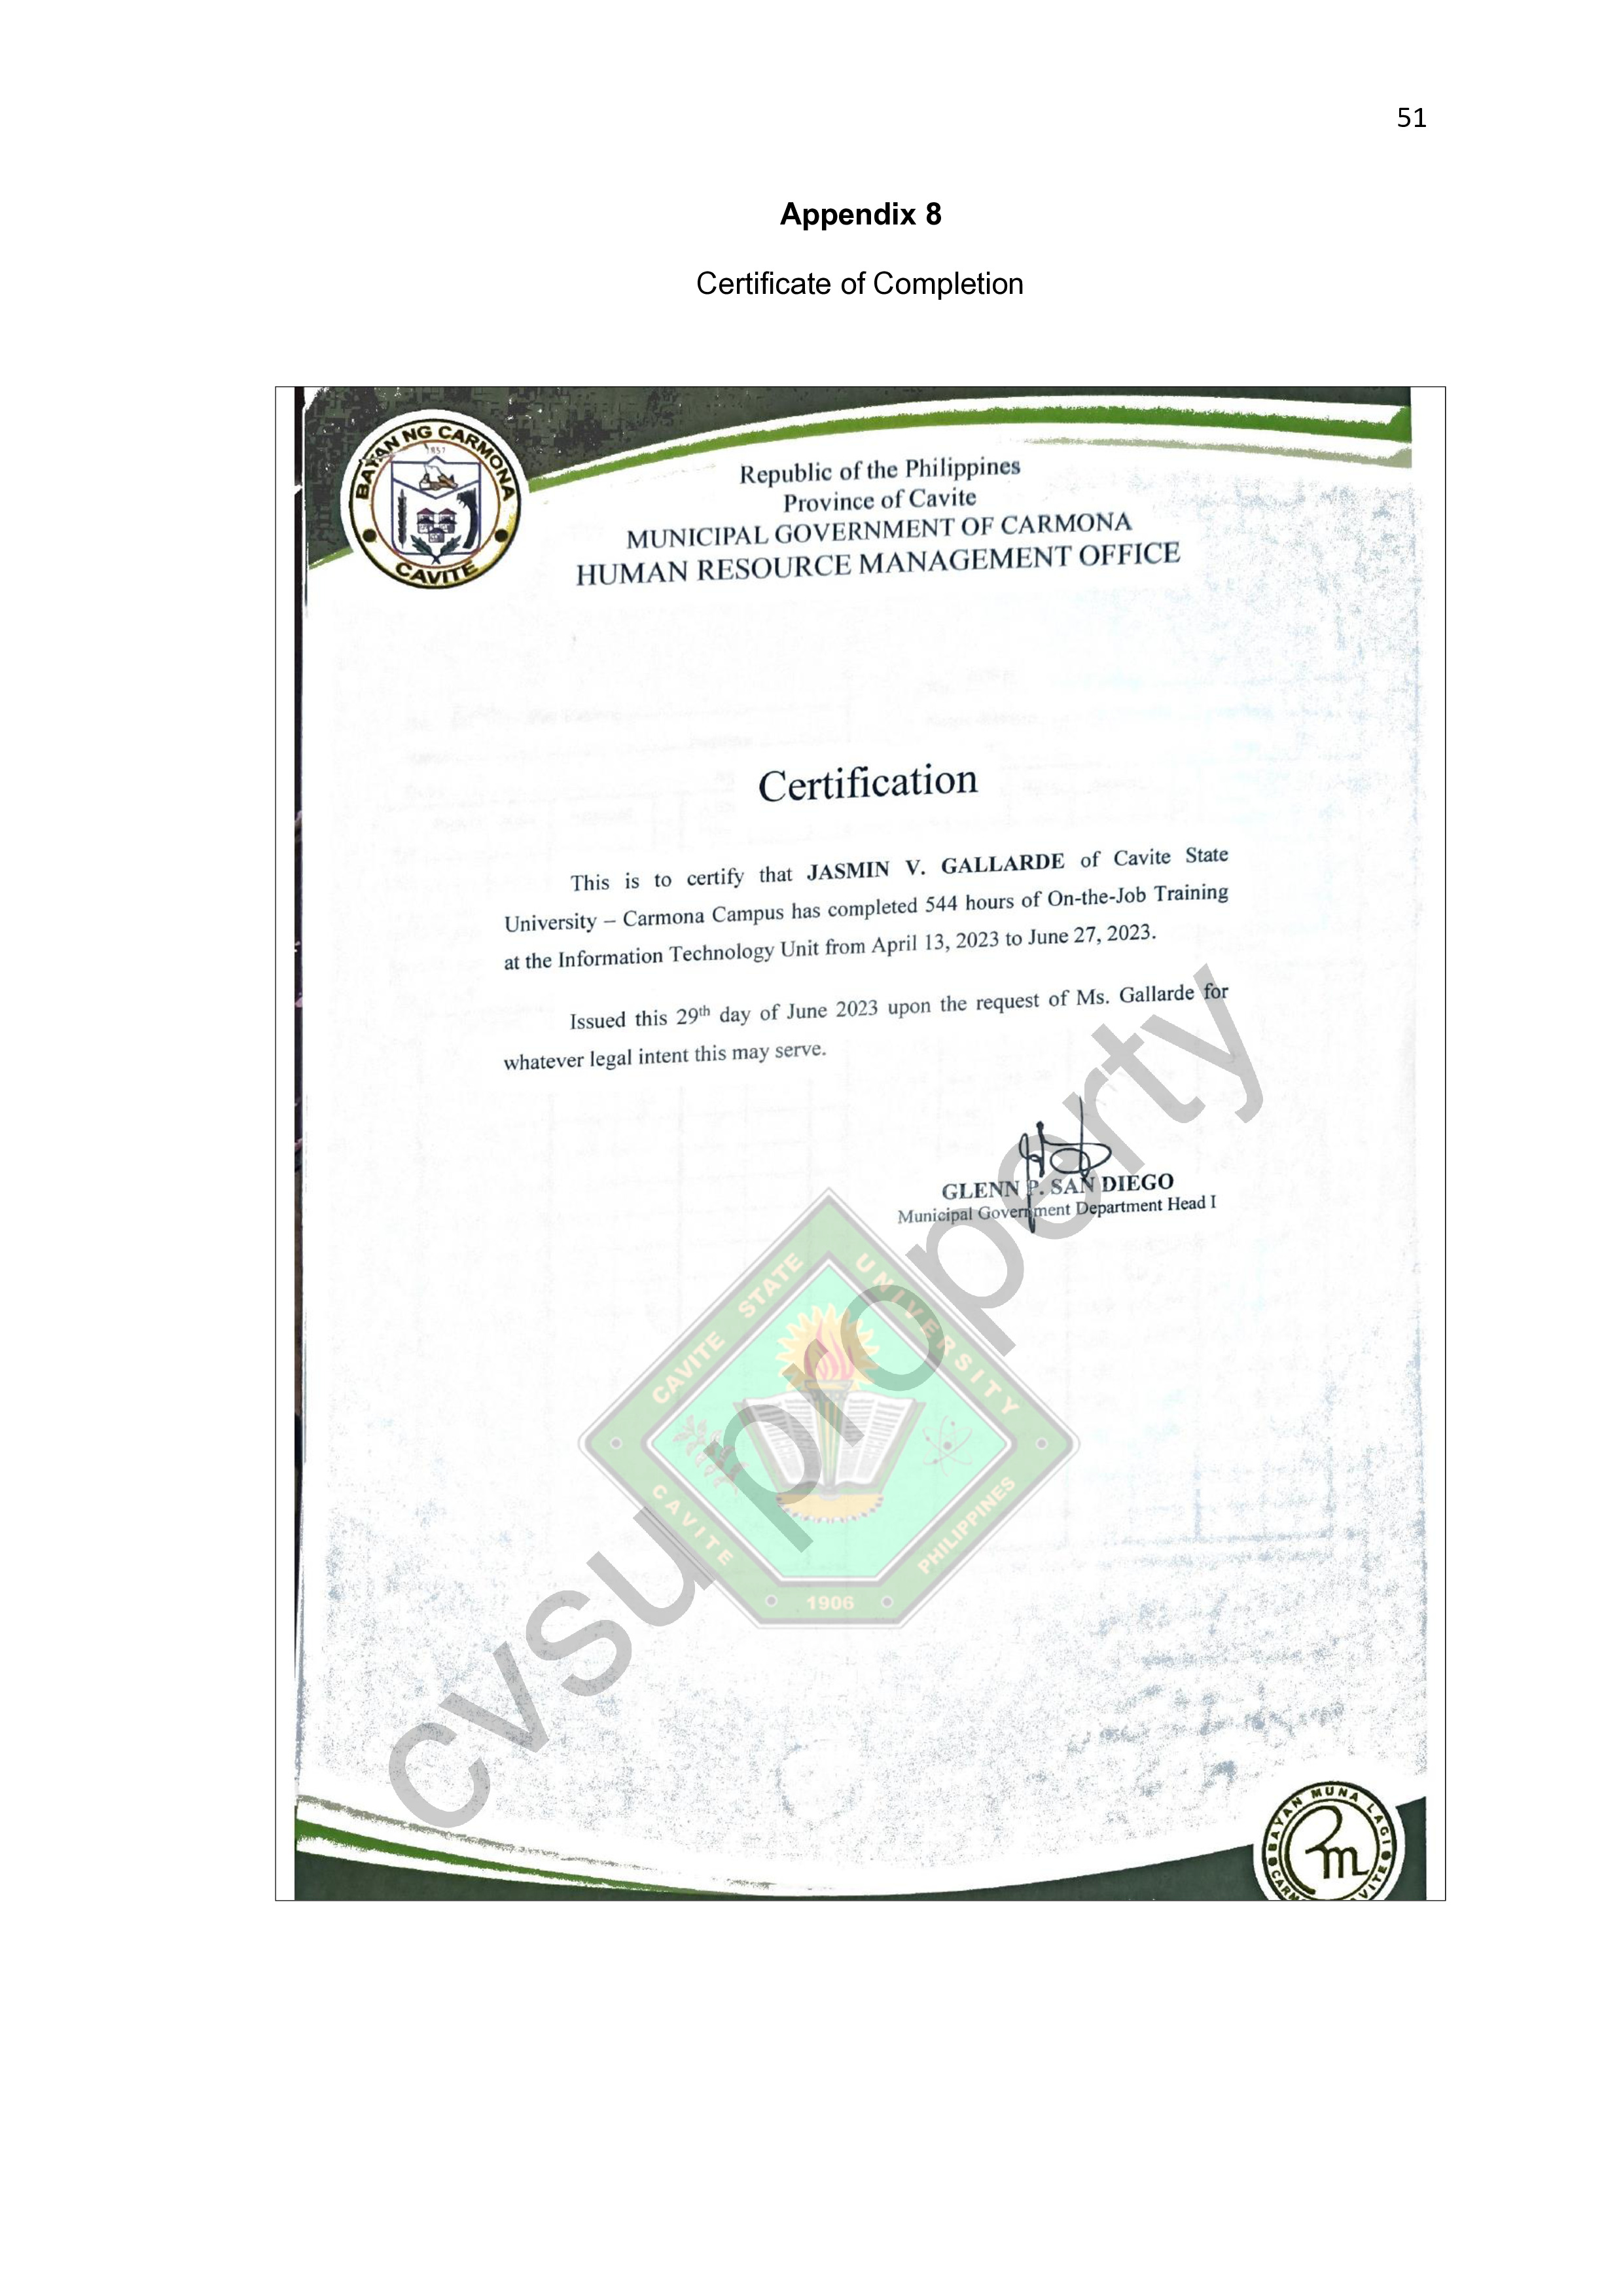 51
Appendix 8
Certificate of Completion
BAYAN NG CARMONA
1857
CAVITE
Republic of the Philippines
Province of Cavite
MUNICIPAL GOVERNMENT OF CARMONA
HUMAN RESOURCE MANAGEMENT OFFICE
Certification
This is to certify that JASMIN V. GALLARDE of Cavite State
University – Carmona Campus has completed 544 hours of On-the-Job Training
at the Information Technology Unit from April 13, 2023 to June 27, 2023.
Issued this 29th day of June 2023 upon the request of Ms. Gallarde for
whatever legal intent this may serve.
GLENN P. SAN DIEGO
Municipal Government Department Head I
CAVITE STATE UNIVERSITY
CAVITE PHILIPPINES
1906
cvsu property
BAYAN MUNA LAGI